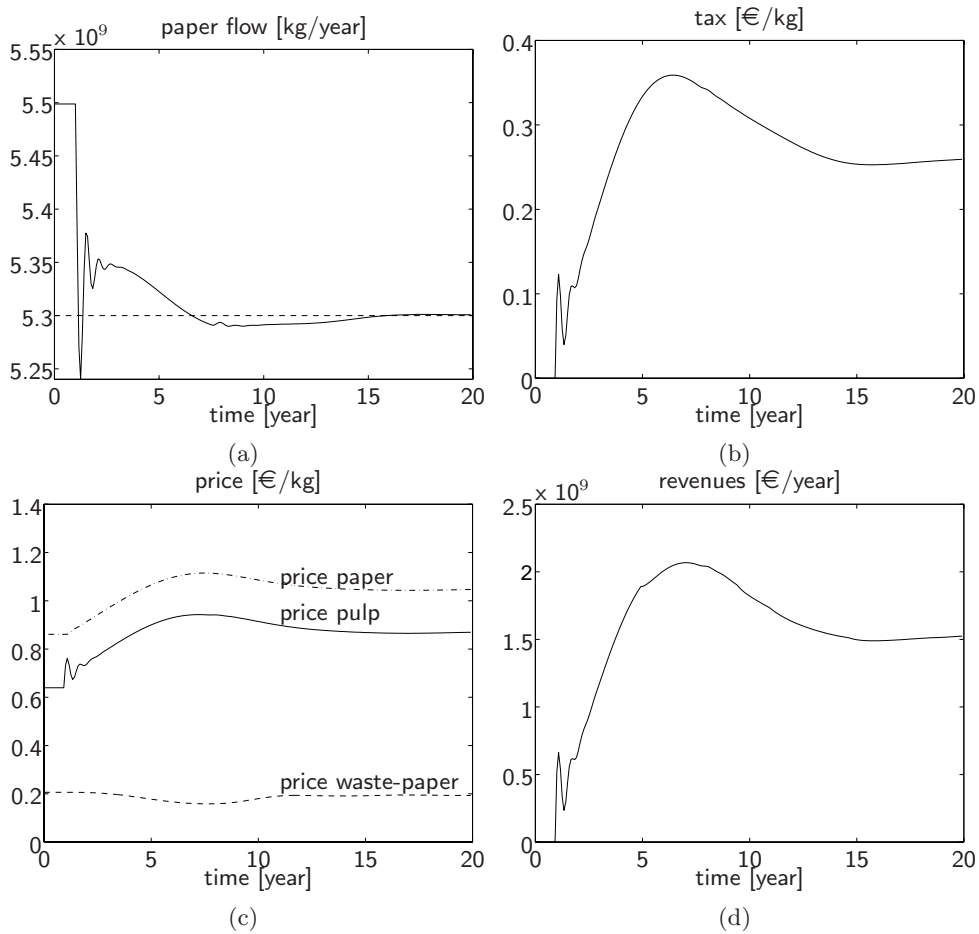 paper flow [kg/year]
× 10⁹
5.55
5.5
5.45
5.4
5.35
5.3
5.25
0 5 10 15 20
time [year]
(a)
tax [€/kg]
0.4
0.3
0.2
0.1
0
0 5 10 15 20
time [year]
(b)
price [€/kg]
1.4
1.2
1
0.8
0.6
0.4
0.2
0
price paper
price pulp
price waste-paper
0 5 10 15 20
time [year]
(c)
revenues [€/year]
× 10⁹
2.5
2
1.5
1
0.5
0
0 5 10 15 20
time [year]
(d)